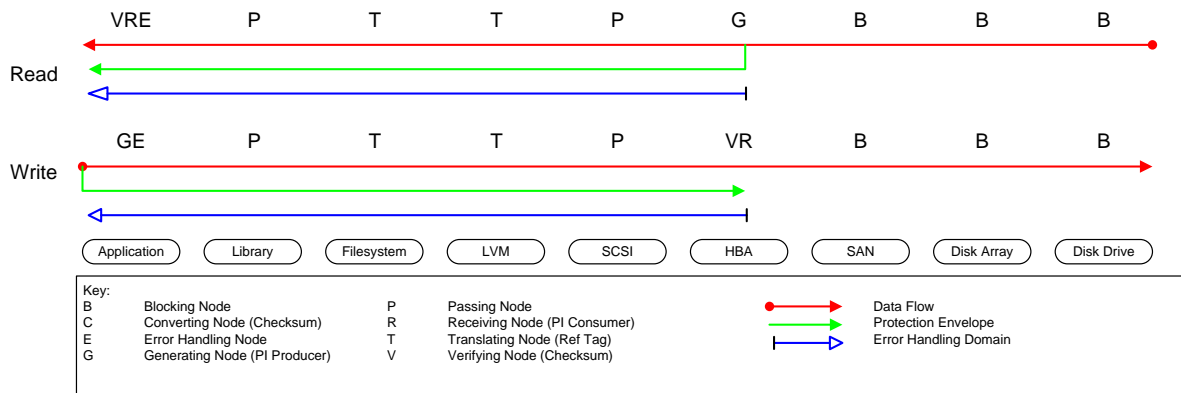 VRE P T T P G B B B
Read
GE P T T P VR B B B
Write
Application Library Filesystem LVM SCSI HBA SAN Disk Array Disk Drive
Key:
B Blocking Node P Passing Node Data Flow
C Converting Node (Checksum) R Receiving Node (PI Consumer) Protection Envelope
E Error Handling Node T Translating Node (Ref Tag) Error Handling Domain
G Generating Node (PI Producer) V Verifying Node (Checksum)